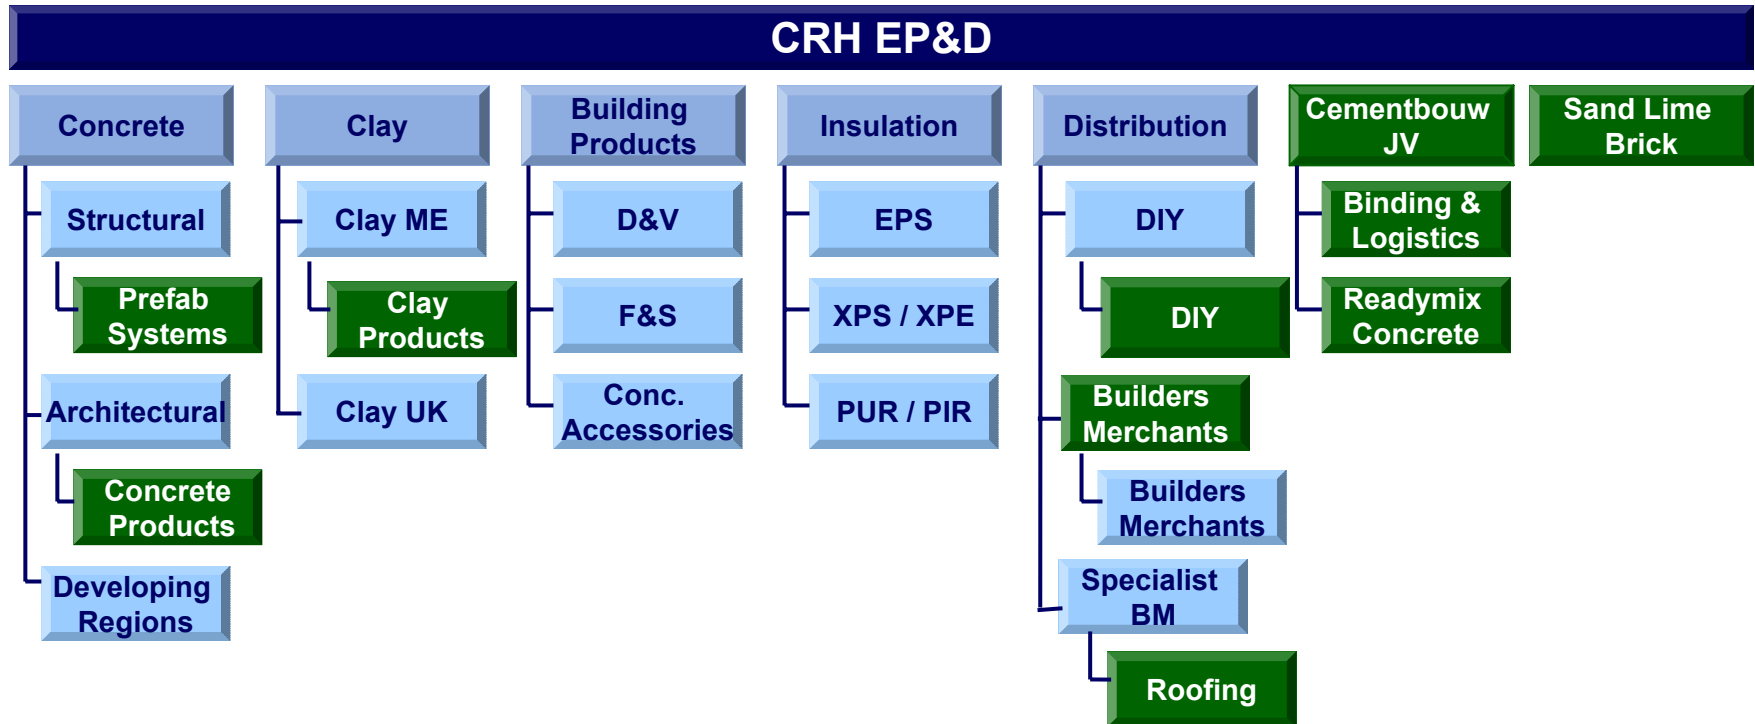 CRH EP&D
Concrete
Structural
Prefab
Systems
Architectural
Concrete
Products
Developing
Regions
Clay
Clay ME
Clay
Products
Clay UK
Building
Products
D&V
F&S
Conc.
Accessories
Insulation
EPS
XPS / XPE
PUR / PIR
Distribution
DIY
DIY
Builders
Merchants
Builders
Merchants
Specialist
BM
Roofing
Cementbouw
JV
Binding &
Logistics
Readymix
Concrete
Sand Lime
Brick